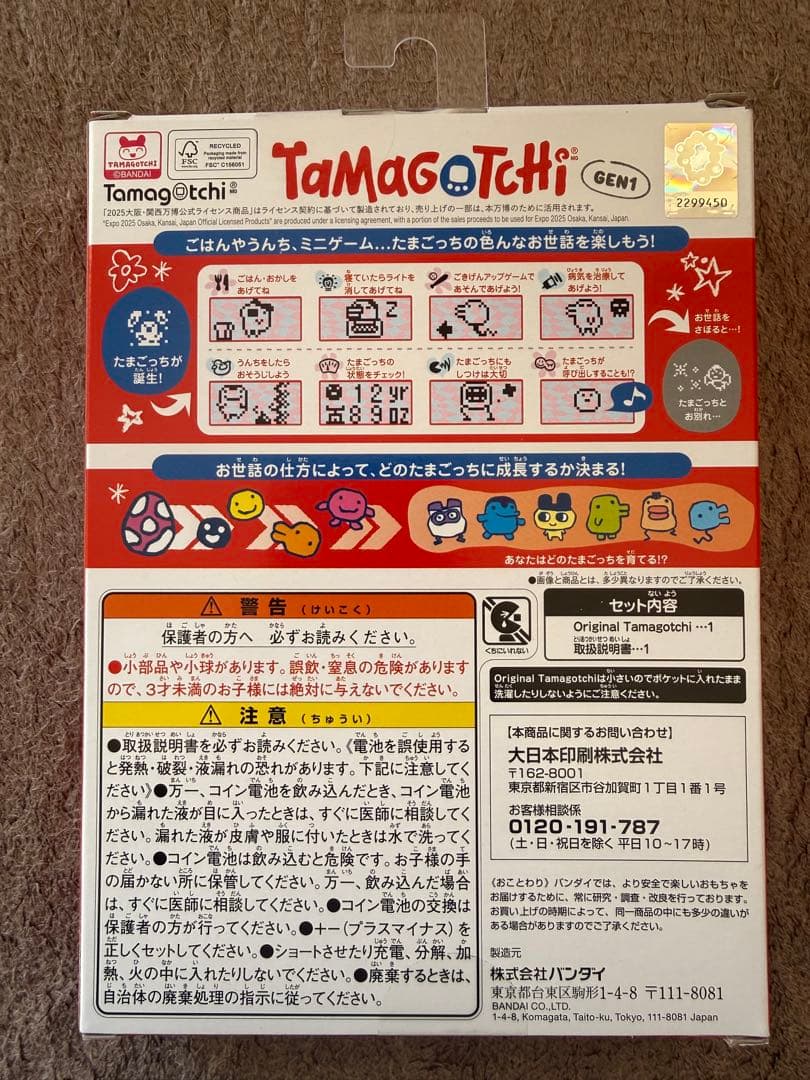 TAMAGOTCHI
©BANDAI
FSC
www.fsc.org
RECYCLED
Packaging made from
recycled material
FSC® C156051
Tamagotchi
TAMAGOTCHI
GEN1
2299450
「2025大阪・関西万博公式ライセンス商品」はライセンス契約に基づいて製造されており、売り上げの一部は、本万博のために活用されます。
"Expo 2025 Osaka, Kansai, Japan Official Licensed Products" are produced under a licensing agreement, with a portion of the sales proceeds to be used for Expo 2025 Osaka, Kansai, Japan.
ごはんやうんち、ミニゲーム…たまごっちの色んなお世話を楽しもう!
たまごっちが
誕生!
ごはん・おかしを
あげてね
寝ていたらライトを
消してあげてね
ごきげんアップゲームで
あそんであげよう!
病気を治療して
あげよう!
うんちをしたら
おそうじしよう
たまごっちの
状態をチェック!
12yr
89oz
たまごっちにも
しつけは大切
たまごっちが
呼び出しすることも!?
お世話を
さぼると…!
たまごっちと
お別れ…
お世話の仕方によって、どのたまごっちに成長するか決まる!
あなたはどのたまごっちを育てる!?
●画像と商品とは、多少異なりますのでご了承ください。
警告(けいこく)
保護者の方へ 必ずお読みください。
●小部品や小球があります。誤飲・窒息の危険があります
ので、3才未満のお子様には絶対に与えないでください。
注意(ちゅうい)
●取扱説明書を必ずお読みください。《電池を誤使用する
と発熱・破裂・液漏れの恐れがあります。下記に注意してく
ださい》●万一、コイン電池を飲み込んだとき、コイン電池
から漏れた液が目に入ったときは、すぐに医師に相談してく
ださい。漏れた液が皮膚や服に付いたときは水で洗ってく
ださい。●コイン電池は飲み込むと危険です。お子様の手
の届かない所に保管してください。万一、飲み込んだ場合
は、すぐに医師に相談してください。●コイン電池の交換は
保護者の方が行ってください。●+−(プラスマイナス)を
正しくセットしてください。●ショートさせたり充電、分解、加
熱、火の中に入れたりしないでください。●廃棄するときは、
自治体の廃棄処理の指示に従ってください。
くちにいれない
セット内容
Original Tamagotchi …1
取扱説明書…1
Original Tamagotchiは小さいのでポケットに入れたまま
洗濯したりしないようにご注意ください。
【本商品に関するお問い合わせ】
大日本印刷株式会社
〒162-8001
東京都新宿区市谷加賀町1丁目1番1号
お客様相談係
0120-191-787
(土・日・祝日を除く 平日10～17時)
《おことわり》バンダイでは、より安全で楽しいおもちゃを
お届けするために、常に研究・調査・改良を行っております。
お買い上げの時期によって、同一商品の中にも多少の違いが
ある場合がありますのでご了承ください。
製造元
株式会社バンダイ
東京都台東区駒形1-4-8 〒111-8081
BANDAI CO.,LTD.
1-4-8, Komagata, Taito-ku, Tokyo, 111-8081 Japan